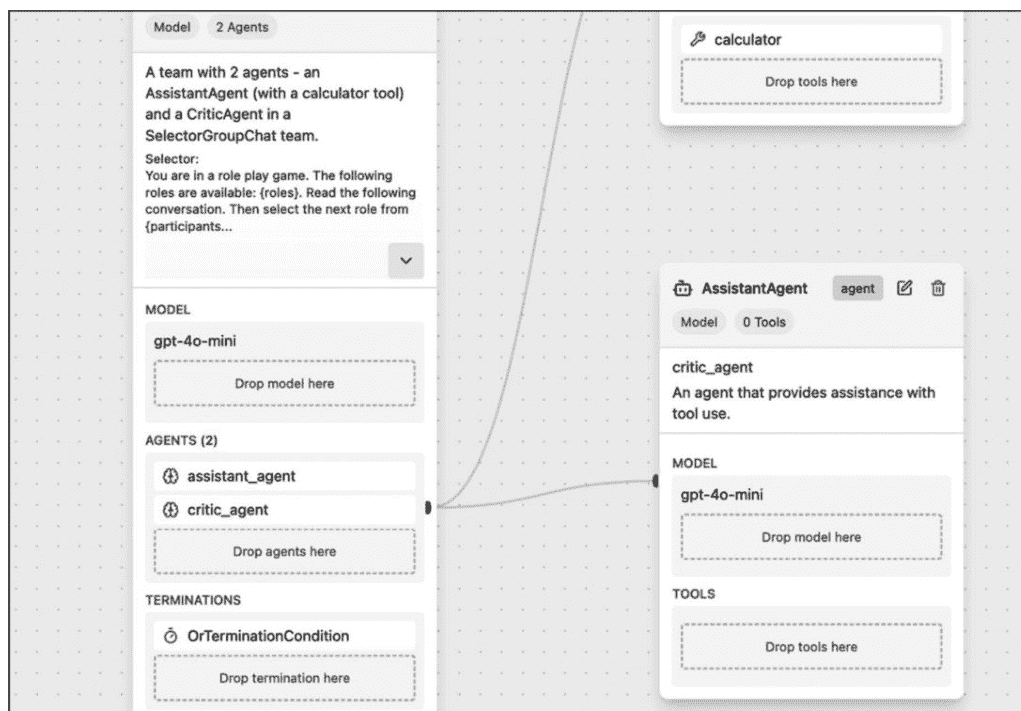 Model 2 Agents
A team with 2 agents - an
AssistantAgent (with a calculator tool)
and a CriticAgent in a
SelectorGroupChat team.
Selector:
You are in a role play game. The following
roles are available: {roles}. Read the following
conversation. Then select the next role from
{participants...
MODEL
gpt-4o-mini
Drop model here
AGENTS (2)
assistant_agent
critic_agent
Drop agents here
TERMINATIONS
OrTerminationCondition
Drop termination here
calculator
Drop tools here
AssistantAgent agent
Model 0 Tools
critic_agent
An agent that provides assistance with
tool use.
MODEL
gpt-4o-mini
Drop model here
TOOLS
Drop tools here